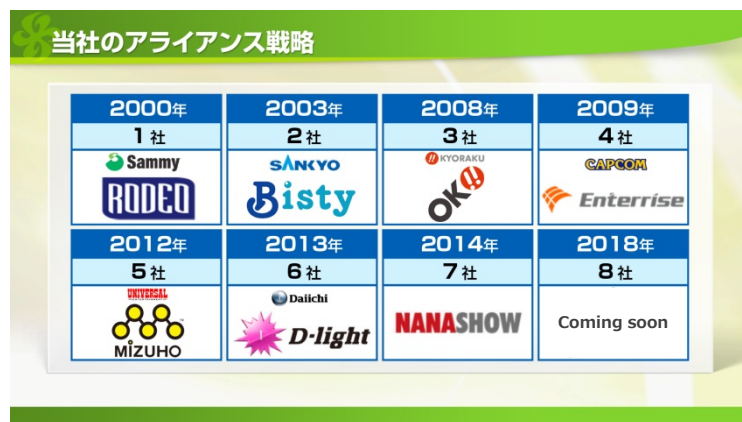 当社のアライアンス戦略
2000年 2003年 2008年 2009年
1社 2社 3社 4社
Sammy SANKYO KYORAKU CAPCOM
RODEO Bisty OK!! Enterrise
2012年 2013年 2014年 2018年
5社 6社 7社 8社
UNIVERSAL Daiichi
MIZUHO D-light NANASHOW Coming soon